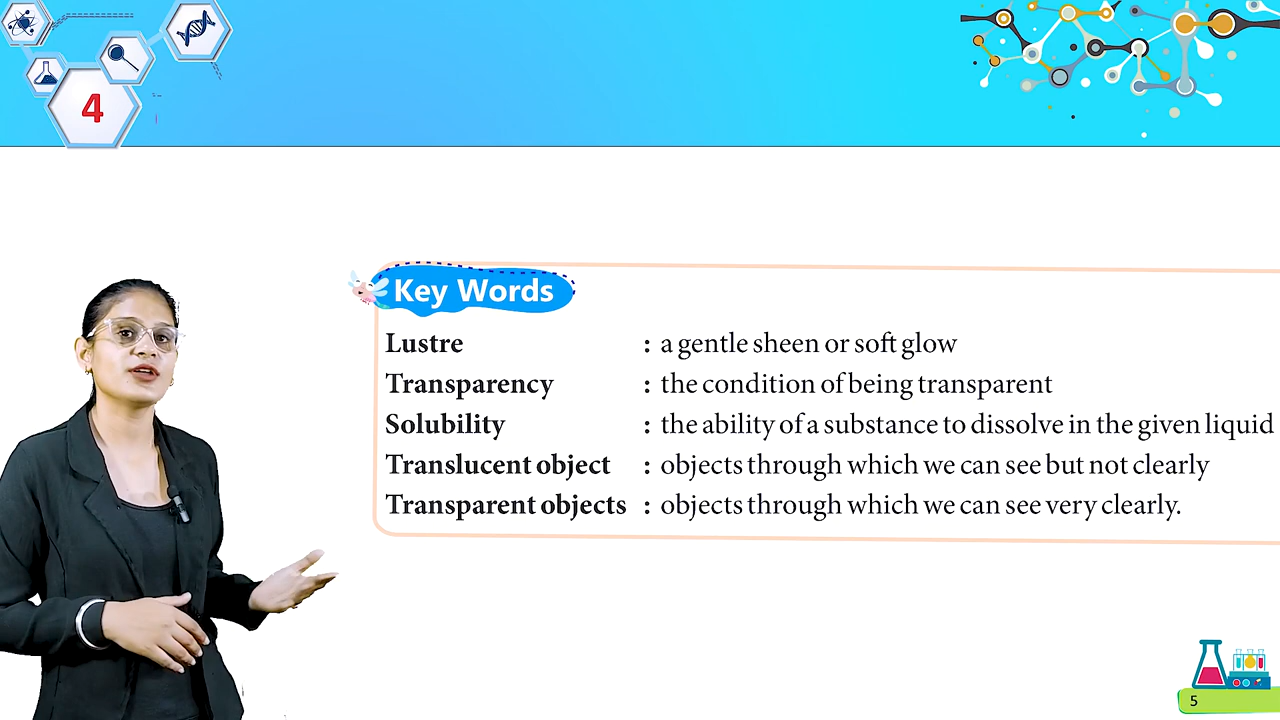 4
Key Words
Lustre : a gentle sheen or soft glow
Transparency : the condition of being transparent
Solubility : the ability of a substance to dissolve in the given liquid
Translucent object : objects through which we can see but not clearly
Transparent objects : objects through which we can see very clearly.
5